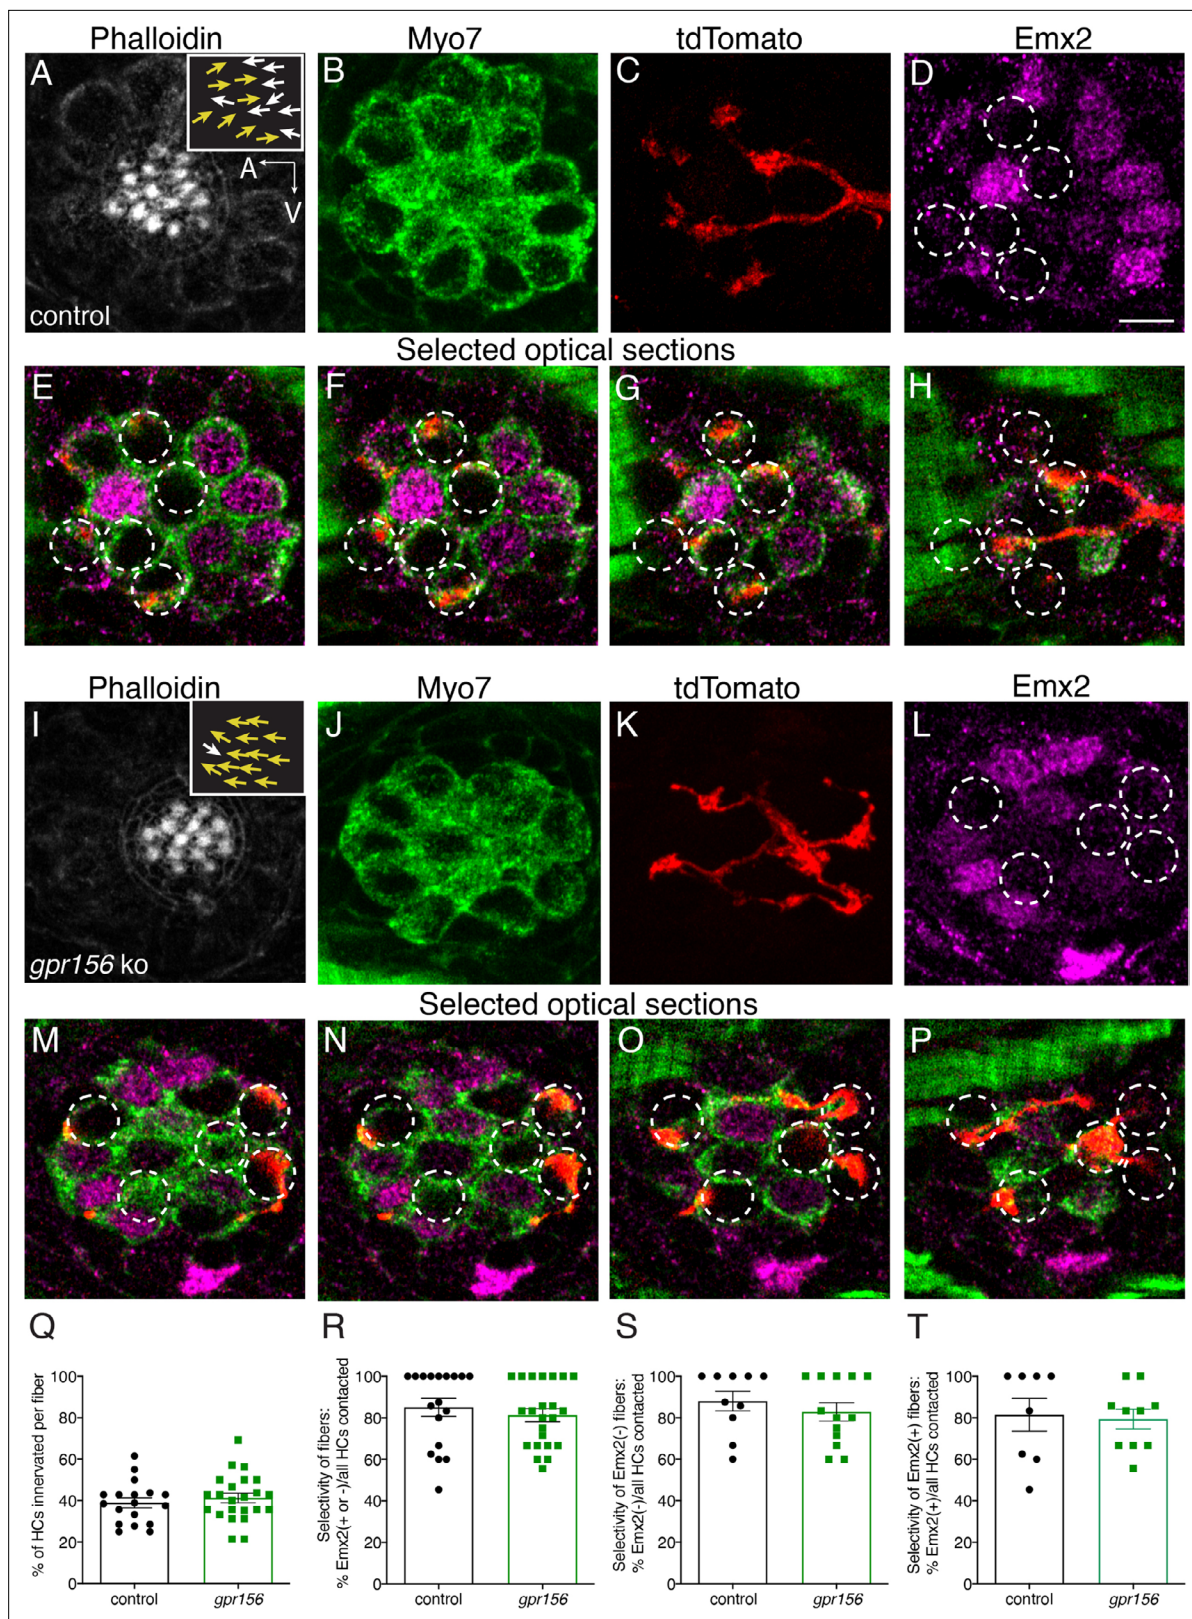 Phalloidin Myo7 tdTomato Emx2
A B C D
A
V
control
Selected optical sections
E F G H
Phalloidin Myo7 tdTomato Emx2
I J K L
gpr156 ko
Selected optical sections
M N O P
Q R S T
% of HCs innervated per fiber
100
80
60
40
20
0
control gpr156
Selectivity of fibers:
% Emx2(+ or -)/all HCs contacted
100
80
60
40
20
0
control gpr156
Selectivity of Emx2(-) fibers:
% Emx2(-)/all HCs contacted
100
80
60
40
20
0
control gpr156
Selectivity of Emx2(+) fibers:
% Emx2(+)/all HCs contacted
100
80
60
40
20
0
control gpr156